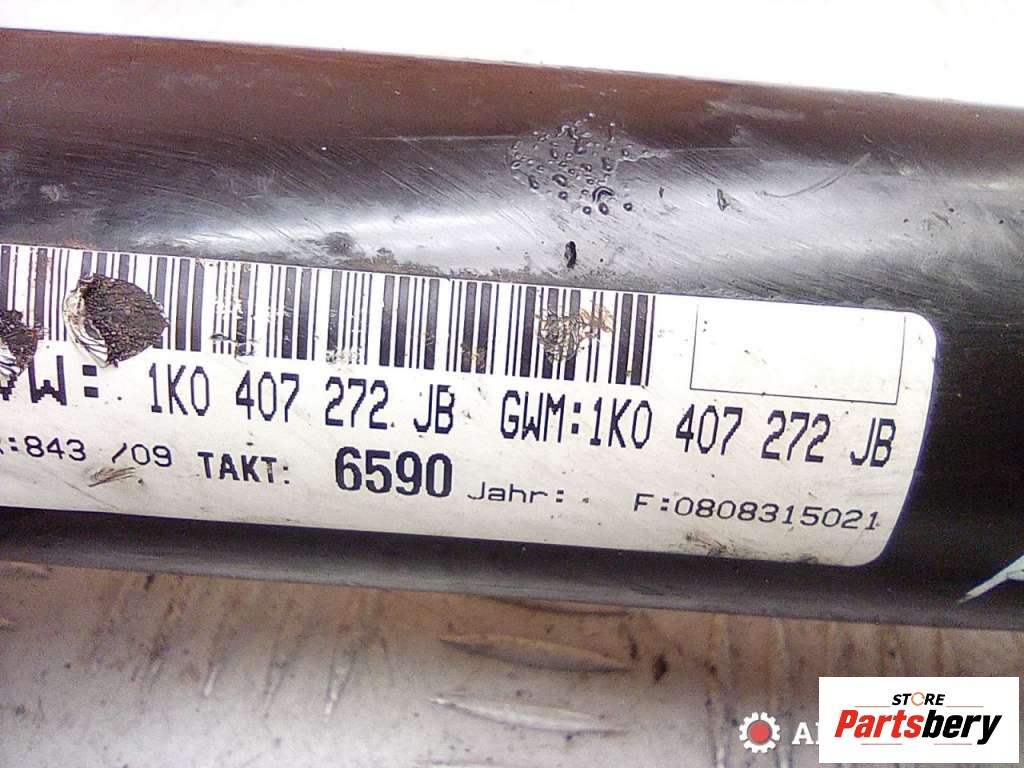 W: 1K0 407 272 JB GWM:1K0 407 272 JB
:843 /09 TAKT: 6590 Jahr: F:0808315021
STORE
Partsbery